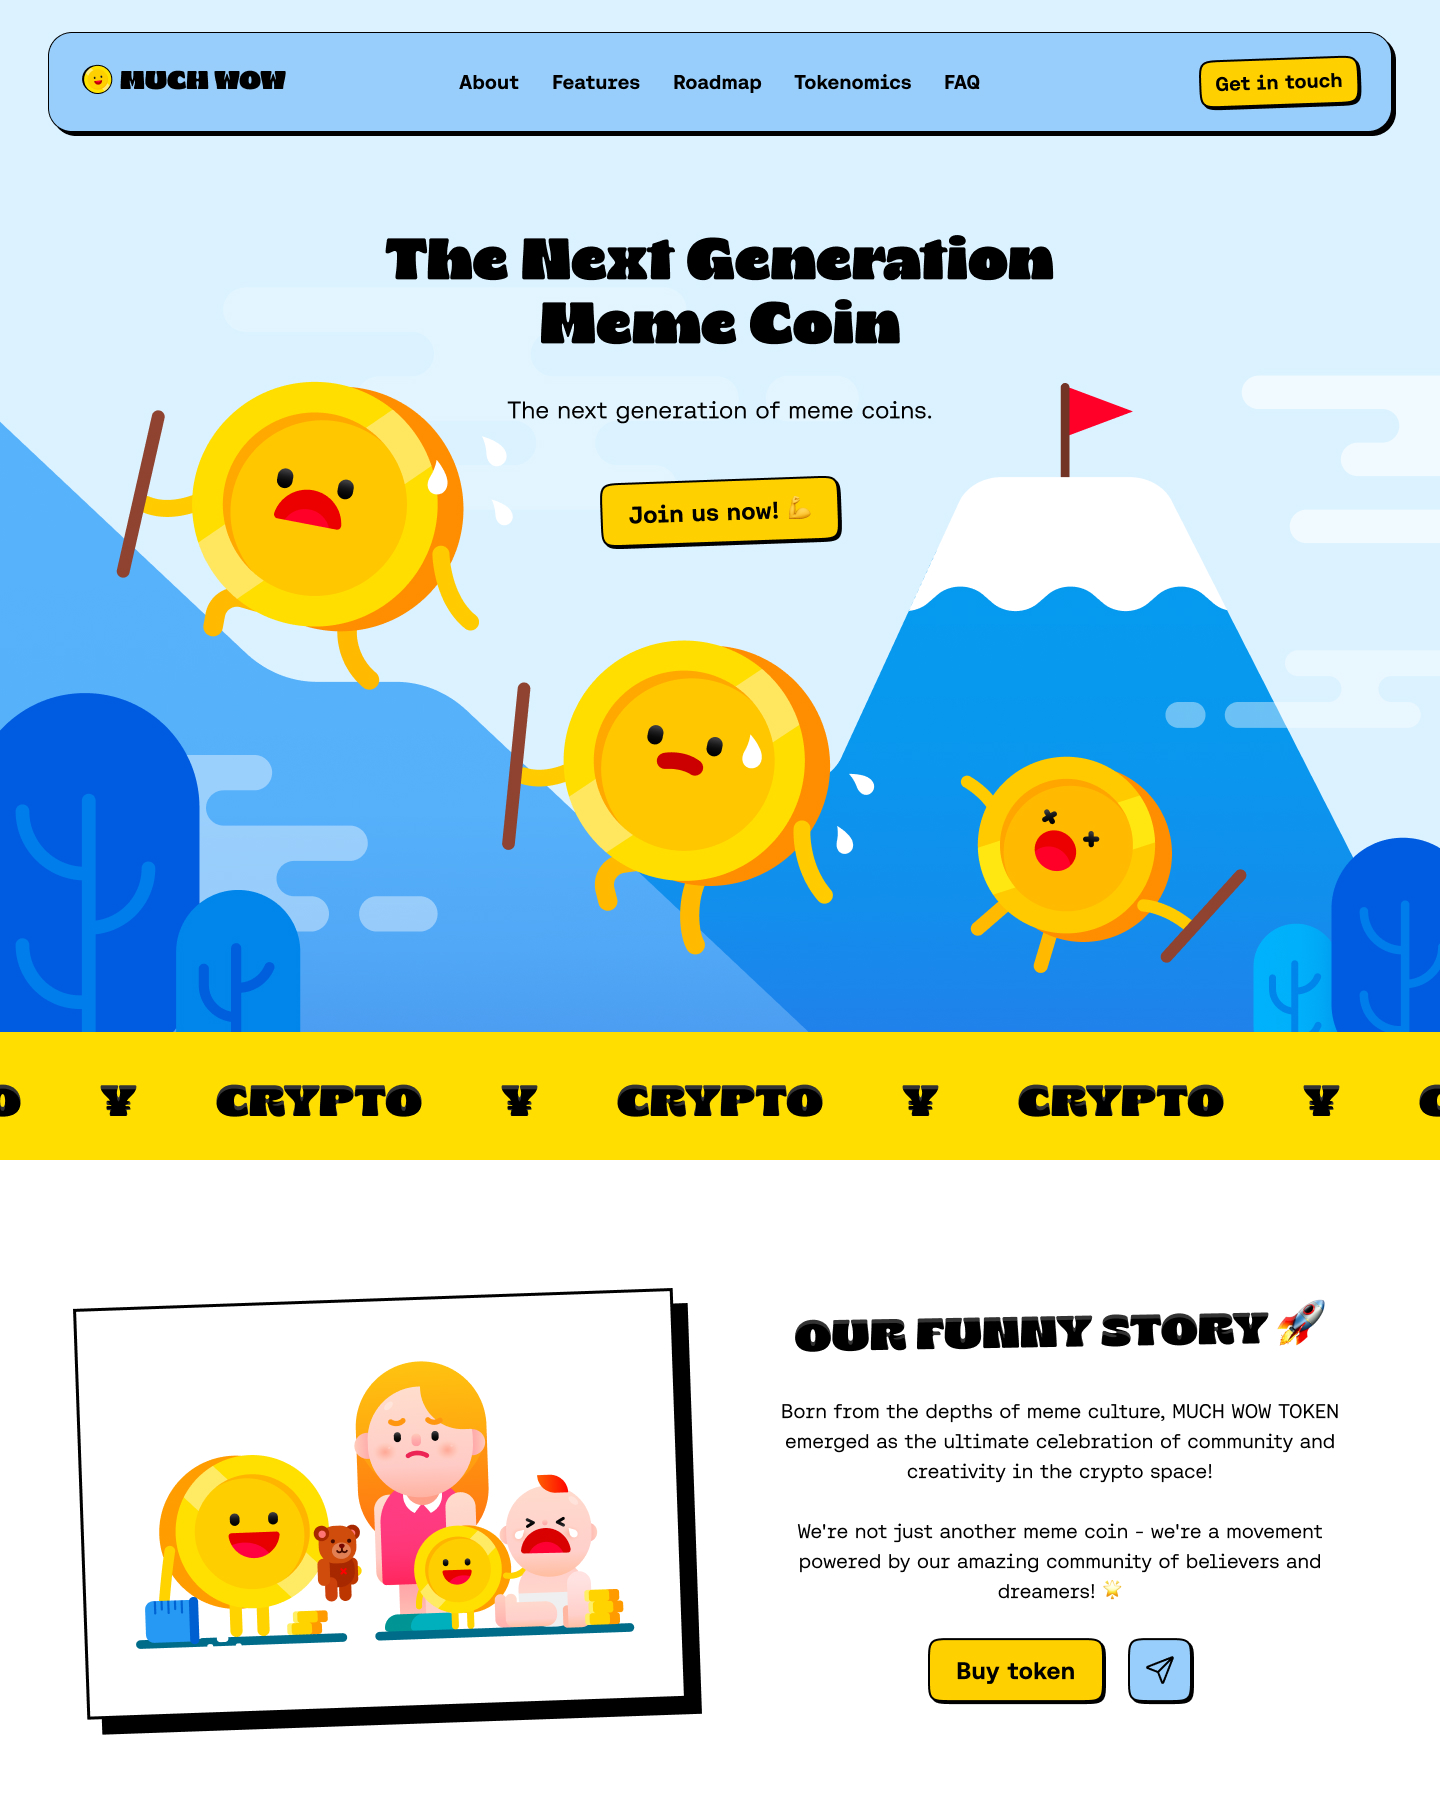 MUCH WOW
About Features Roadmap Tokenomics FAQ
Get in touch
The Next Generation
Meme Coin
The next generation of meme coins.
Join us now! 💪
O ¥ CRYPTO ¥ CRYPTO ¥ CRYPTO ¥ C
OUR FUNNY STORY 🚀
Born from the depths of meme culture, MUCH WOW TOKEN
emerged as the ultimate celebration of community and
creativity in the crypto space!
We're not just another meme coin - we're a movement
powered by our amazing community of believers and
dreamers! 🌟
Buy token